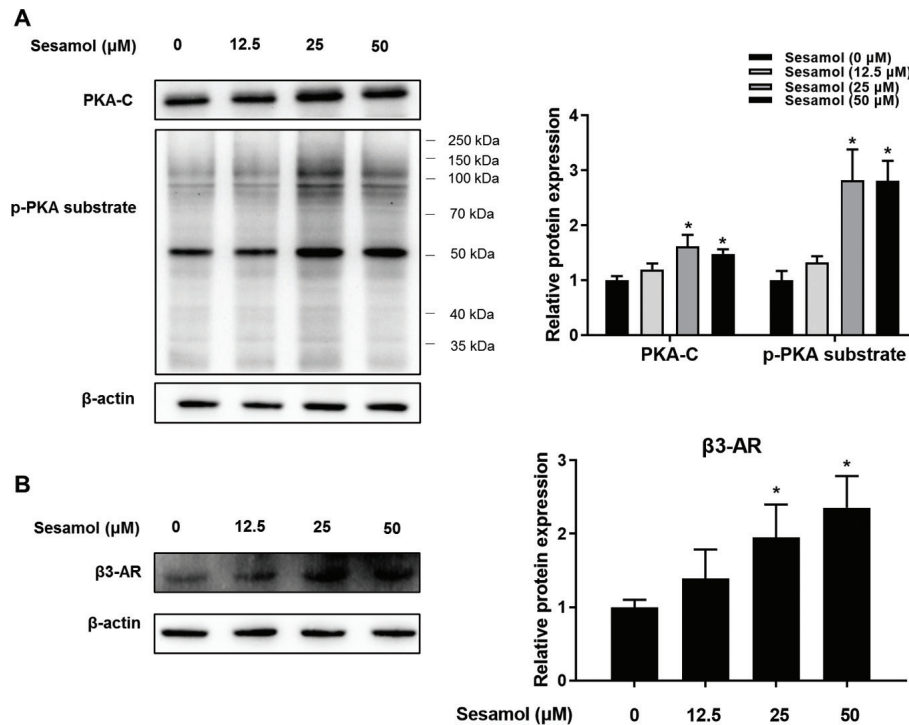 A
Sesamol (µM)
0 12.5 25 50
PKA-C
p-PKA substrate
250 kDa
150 kDa
100 kDa
70 kDa
50 kDa
40 kDa
35 kDa
β-actin
Sesamol (0 µM)
Sesamol (12.5 µM)
Sesamol (25 µM)
Sesamol (50 µM)
Relative protein expression
4
3
2
1
0
* * * *
PKA-C p-PKA substrate
B
Sesamol (µM)
0 12.5 25 50
β3-AR
β-actin
β3-AR
Relative protein expression
3
2
1
0
* *
Sesamol (µM) 0 12.5 25 50